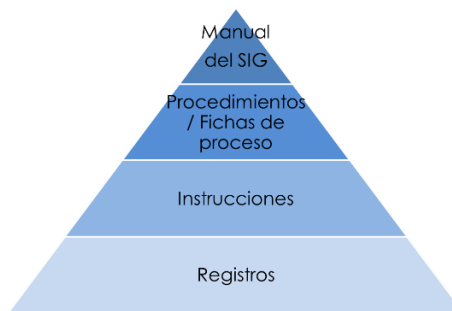 Manual
del SIG
Procedimientos
/ Fichas de
proceso
Instrucciones
Registros